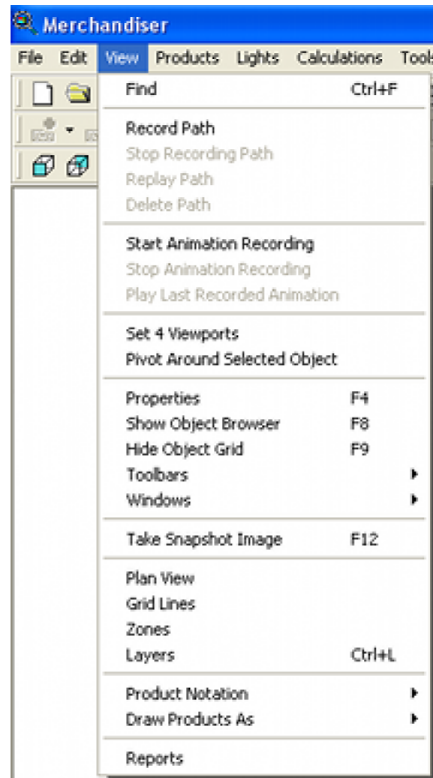 Merchandiser
File Edit View Products Lights Calculations Tools
Find Ctrl+F
Record Path
Stop Recording Path
Replay Path
Delete Path
Start Animation Recording
Stop Animation Recording
Play Last Recorded Animation
Set 4 Viewports
Pivot Around Selected Object
Properties F4
Show Object Browser F8
Hide Object Grid F9
Toolbars
Windows
Take Snapshot Image F12
Plan View
Grid Lines
Zones
Layers Ctrl+L
Product Notation
Draw Products As
Reports